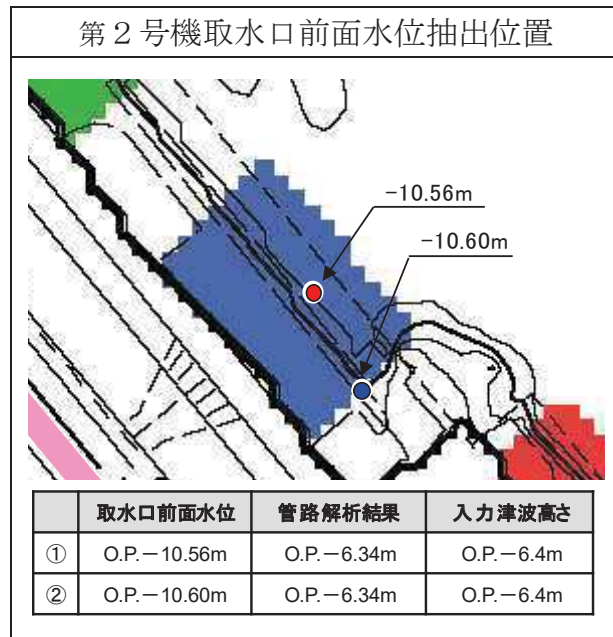 第２号機取水口前面水位抽出位置
−10.56m
−10.60m
取水口前面水位 管路解析結果 入力津波高さ
① O.P.－10.56m O.P.－6.34m O.P.－6.4m
② O.P.－10.60m O.P.－6.34m O.P.－6.4m